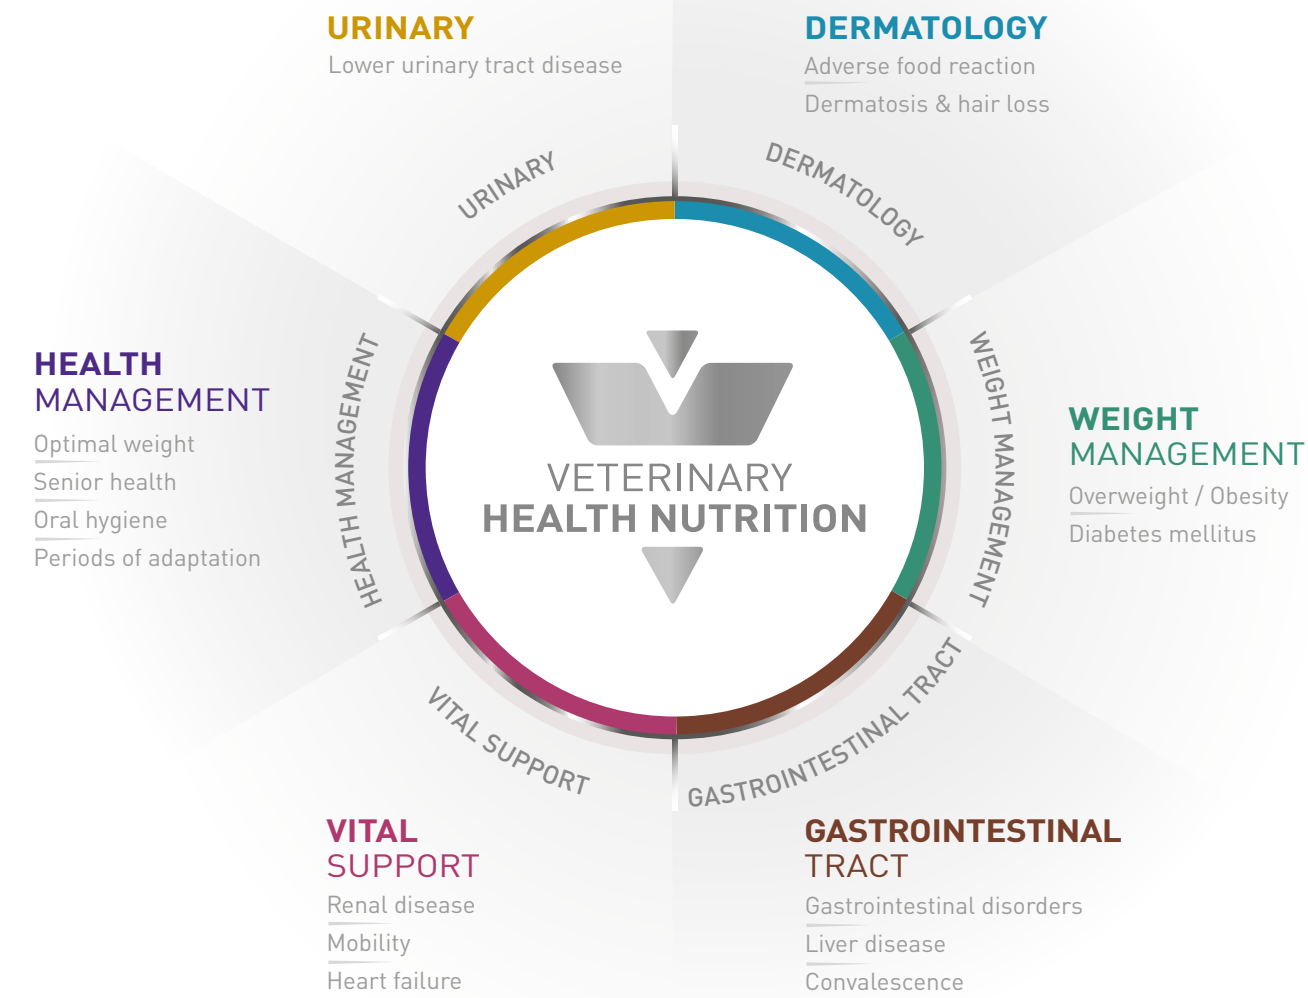 URINARY
Lower urinary tract disease
DERMATOLOGY
Adverse food reaction
Dermatosis & hair loss
URINARY
DERMATOLOGY
HEALTH
MANAGEMENT
Optimal weight
Senior health
Oral hygiene
Periods of adaptation
HEALTH MANAGEMENT
VETERINARY
HEALTH NUTRITION
WEIGHT MANAGEMENT
WEIGHT
MANAGEMENT
Overweight / Obesity
Diabetes mellitus
VITAL SUPPORT
GASTROINTESTINAL TRACT
VITAL
SUPPORT
Renal disease
Mobility
Heart failure
GASTROINTESTINAL
TRACT
Gastrointestinal disorders
Liver disease
Convalescence